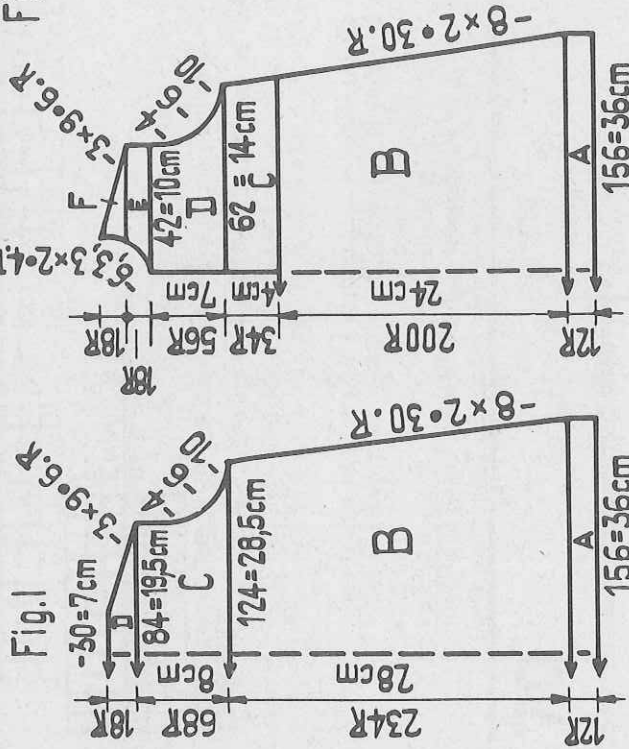 Fig.1
-30=7cm
-3×9•6.R
D
18R
84=19,5cm
-4
-6
-10
C
8cm
68R
124=28,5cm
B
-8×2•30.R
28cm
234R
A
12R
156=36cm
F
F
-3×9•6.R
18R
E
18R
42=10cm
-4
-6
-10
D
7cm
56R
62=14cm
C
4cm
34R
B
-8×2•30.R
24cm
200R
A
12R
156=36cm